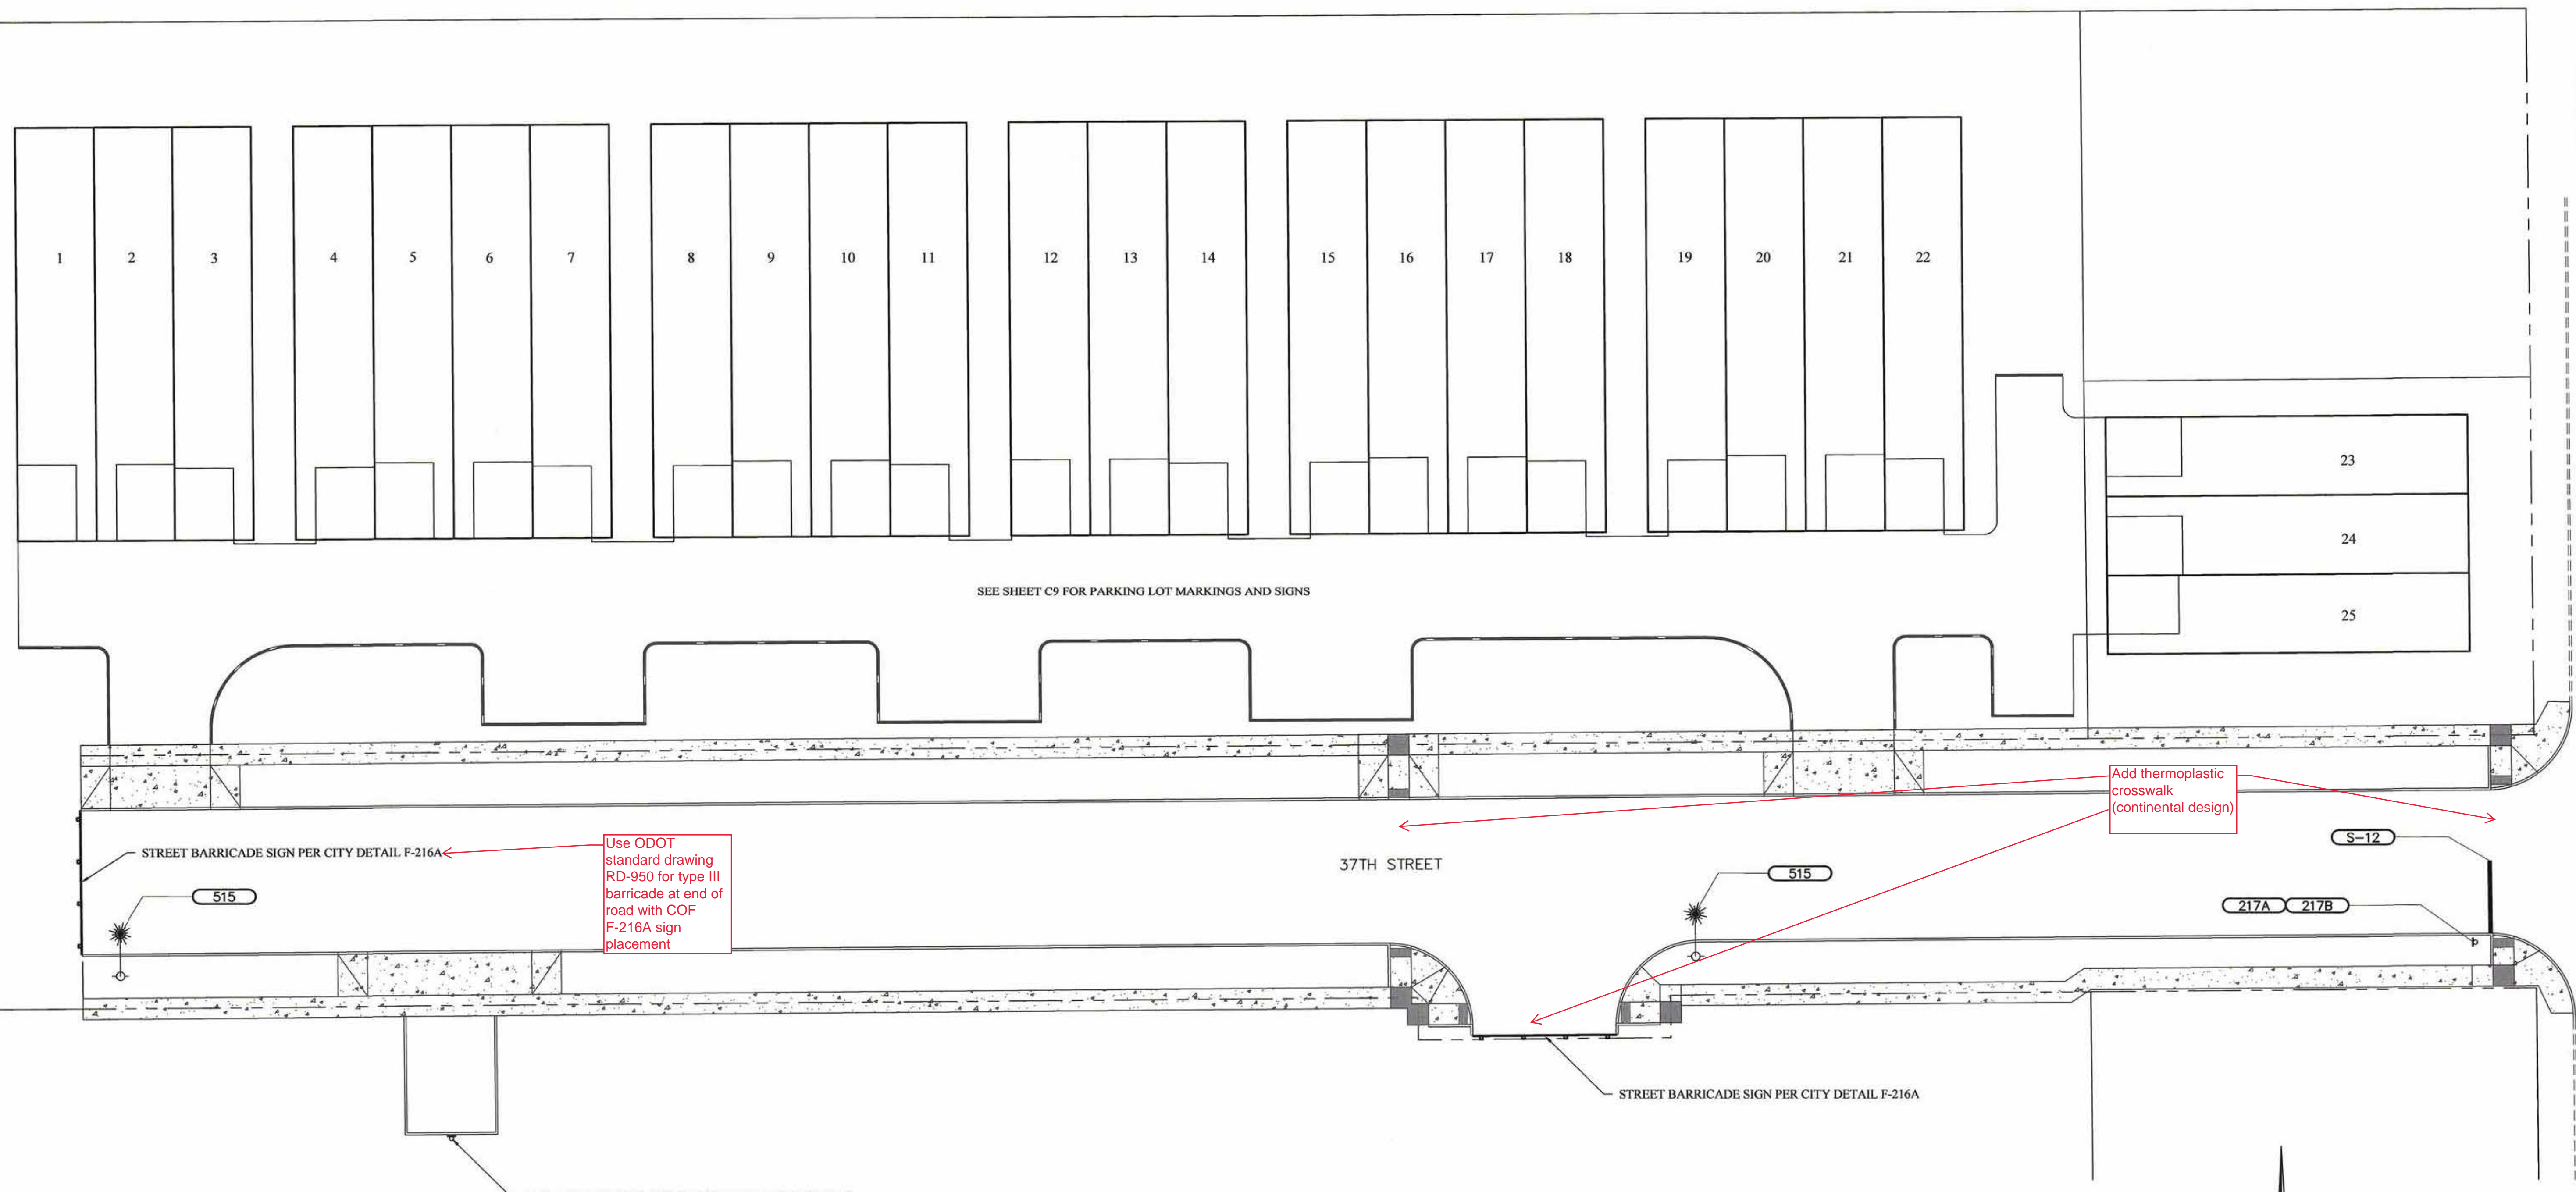 1 2 3 4 5 6 7 8 9 10 11 12 13 14 15 16 17 18 19 20 21 22
23
24
25
SEE SHEET C9 FOR PARKING LOT MARKINGS AND SIGNS
STREET BARRICADE SIGN PER CITY DETAIL F-216A
515
Use ODOT
standard drawing
RD-950 for type III
barricade at end of
road with COF
F-216A sign
placement
37TH STREET
515
Add thermoplastic
crosswalk
(continental design)
S-12
217A 217B
STREET BARRICADE SIGN PER CITY DETAIL F-216A